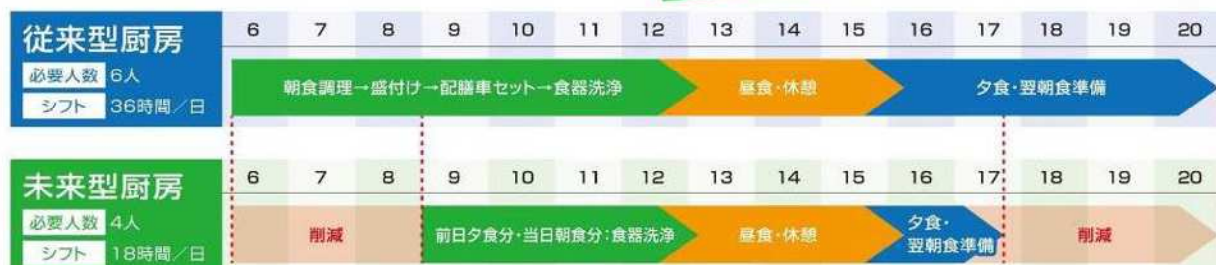 従来型厨房
必要人数 6人
シフト 36時間/日
6 7 8 9 10 11 12 13 14 15 16 17 18 19 20
朝食調理→盛付け→配膳車セット→食器洗浄
昼食・休憩
夕食・翌朝食準備
未来型厨房
必要人数 4人
シフト 18時間/日
6 7 8 9 10 11 12 13 14 15 16 17 18 19 20
削減
前日夕食分・当日朝食分:食器洗浄
昼食・休憩
夕食・
翌朝食準備
削減